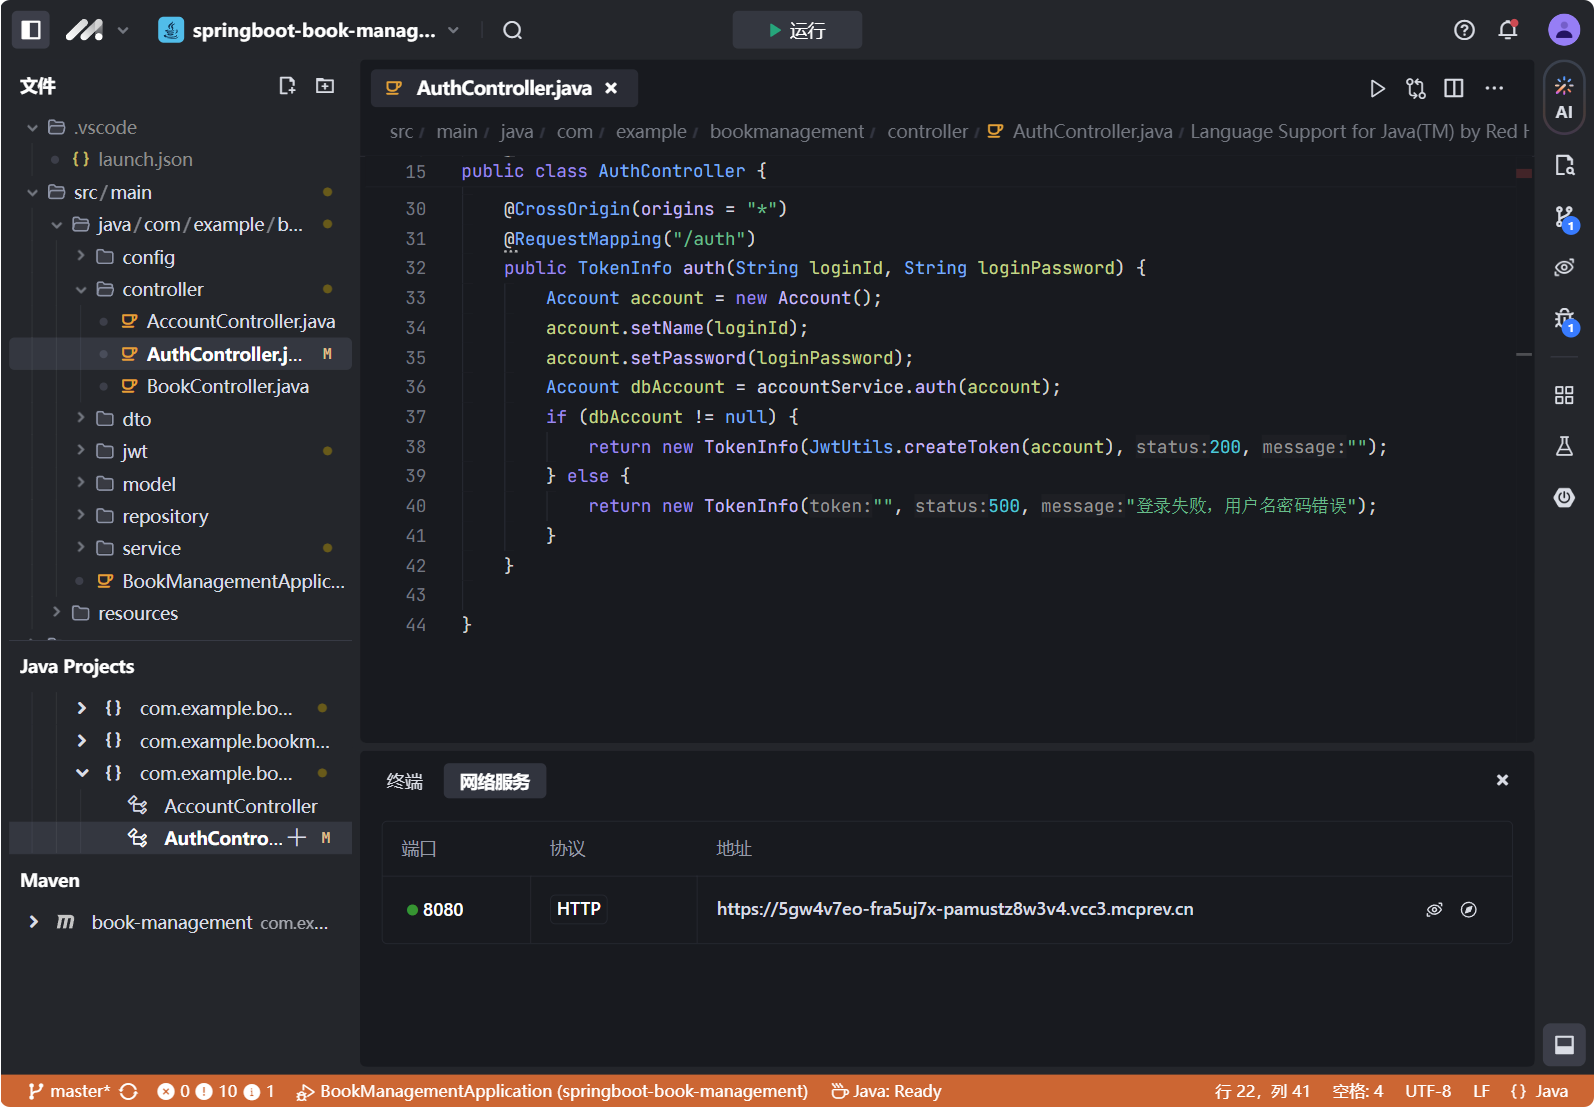 springboot-book-manag...
运行
文件
.vscode
{} launch.json
src/main
java/com/example/b...
config
controller
AccountController.java
AuthController.j... M
BookController.java
dto
jwt
model
repository
service
BookManagementApplic...
resources
Java Projects
{} com.example.bo...
{} com.example.bookm...
{} com.example.bo...
AccountController
AuthContro... M
Maven
m book-management com.ex...
AuthController.java
src / main / java / com / example / bookmanagement / controller / AuthController.java / Language Support for Java(TM) by Red H
15 public class AuthController {
30 @CrossOrigin(origins = "*")
31 @RequestMapping("/auth")
32 public TokenInfo auth(String loginId, String loginPassword) {
33 Account account = new Account();
34 account.setName(loginId);
35 account.setPassword(loginPassword);
36 Account dbAccount = accountService.auth(account);
37 if (dbAccount != null) {
38 return new TokenInfo(JwtUtils.createToken(account), status:200, message:"");
39 } else {
40 return new TokenInfo(token:"", status:500, message:"登录失败，用户名密码错误");
41 }
42 }
43
44 }
终端 网络服务
端口 协议 地址
8080 HTTP https://5gw4v7eo-fra5uj7x-pamustz8w3v4.vcc3.mcprev.cn
AI
1
1
master* 0 10 1 BookManagementApplication (springboot-book-management) Java: Ready 行 22，列 41 空格: 4 UTF-8 LF {} Java